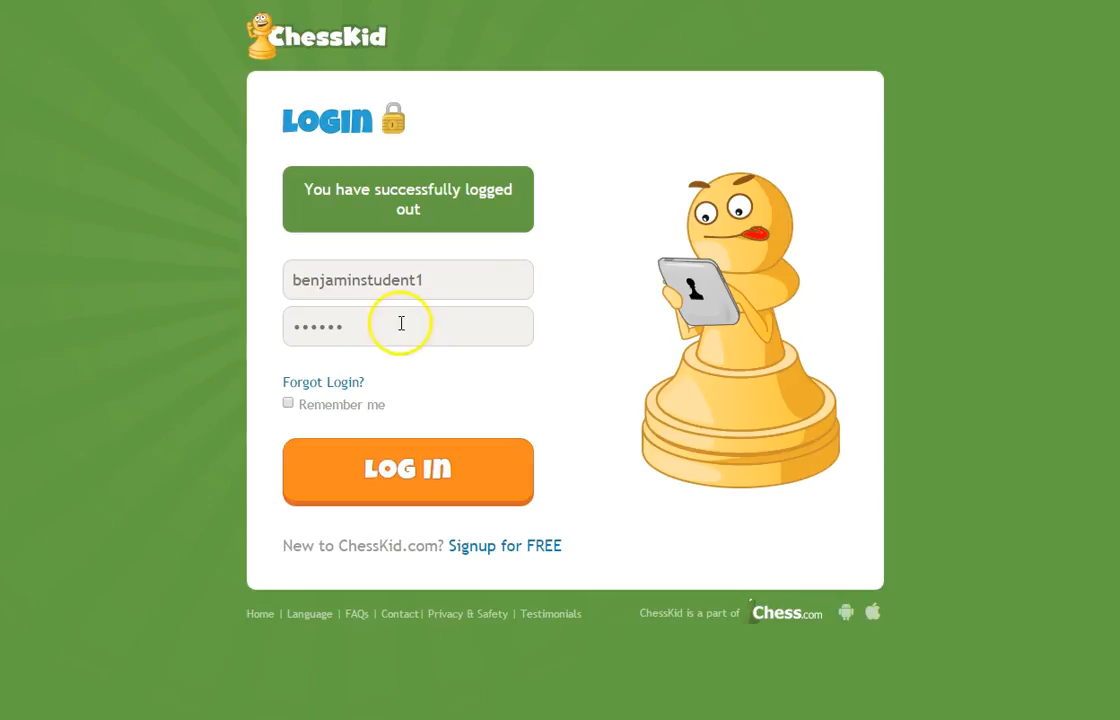 ChessKid
LOGIN
You have successfully logged
out
benjaminstudent1
••••••
Forgot Login?
Remember me
LOG IN
New to ChessKid.com? Signup for FREE
Home | Language | FAQs | Contact | Privacy & Safety | Testimonials
ChessKid is a part of Chess.com